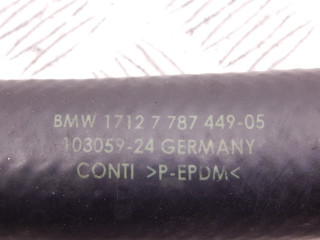 BMW 1712 7 787 449-05
103059-24 GERMANY
CONTI >P-EPDM<